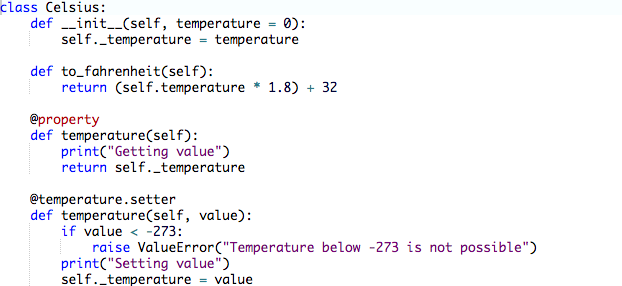 class Celsius:
    def __init__(self, temperature = 0):
        self._temperature = temperature

    def to_fahrenheit(self):
        return (self.temperature * 1.8) + 32

    @property
    def temperature(self):
        print("Getting value")
        return self._temperature

    @temperature.setter
    def temperature(self, value):
        if value < -273:
            raise ValueError("Temperature below -273 is not possible")
        print("Setting value")
        self._temperature = value